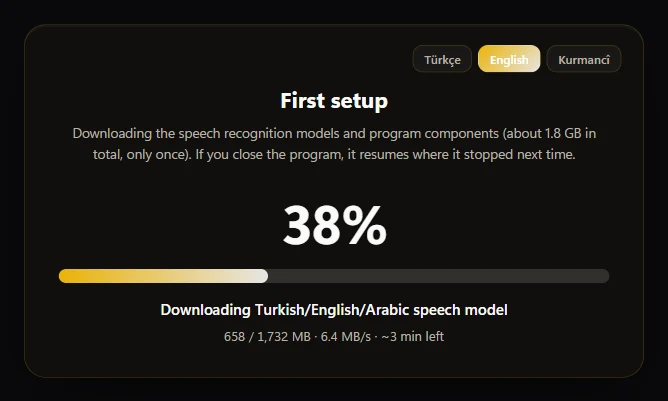 Türkçe English Kurmancî
First setup
Downloading the speech recognition models and program components (about 1.8 GB in
total, only once). If you close the program, it resumes where it stopped next time.
38%
Downloading Turkish/English/Arabic speech model
658 / 1,732 MB · 6.4 MB/s · ~3 min left